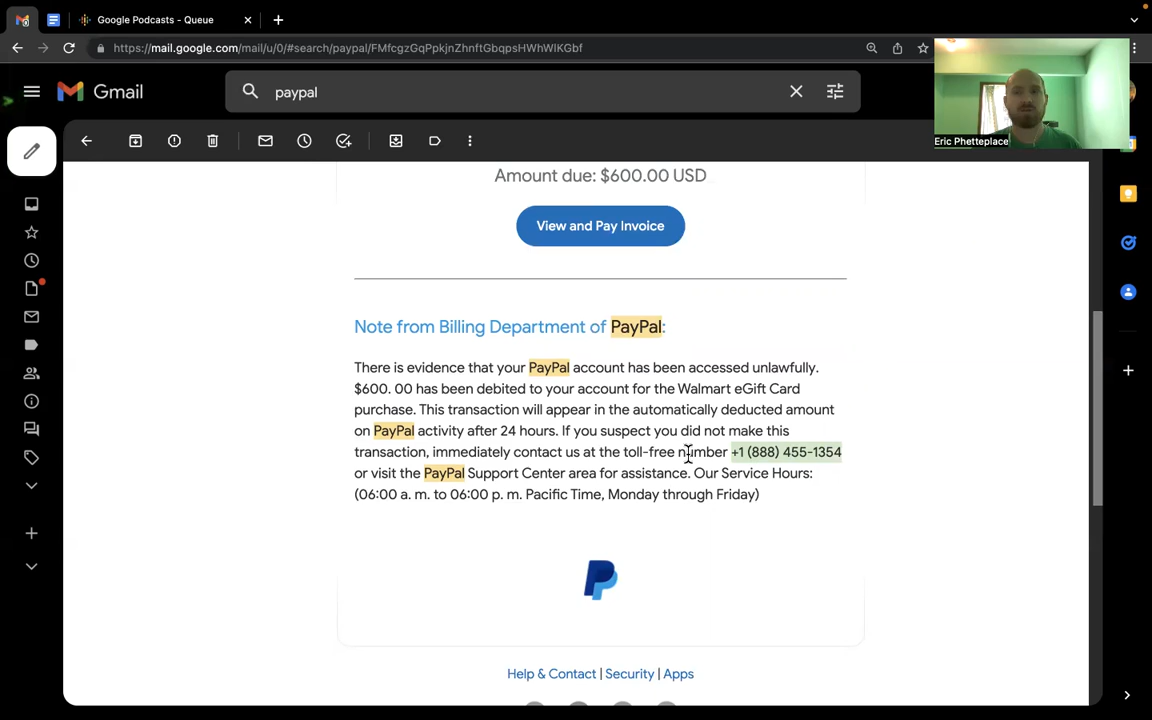 Google Podcasts - Queue
https://mail.google.com/mail/u/0/#search/paypal/FMfcgzGqPpkjnZhnftGbqpsHWhWlKGbf
Gmail
paypal
Eric Phetteplace
Amount due: $600.00 USD
View and Pay Invoice
Note from Billing Department of PayPal:
There is evidence that your PayPal account has been accessed unlawfully.
$600. 00 has been debited to your account for the Walmart eGift Card
purchase. This transaction will appear in the automatically deducted amount
on PayPal activity after 24 hours. If you suspect you did not make this
transaction, immediately contact us at the toll-free number +1 (888) 455-1354
or visit the PayPal Support Center area for assistance. Our Service Hours:
(06:00 a. m. to 06:00 p. m. Pacific Time, Monday through Friday)
Help & Contact | Security | Apps